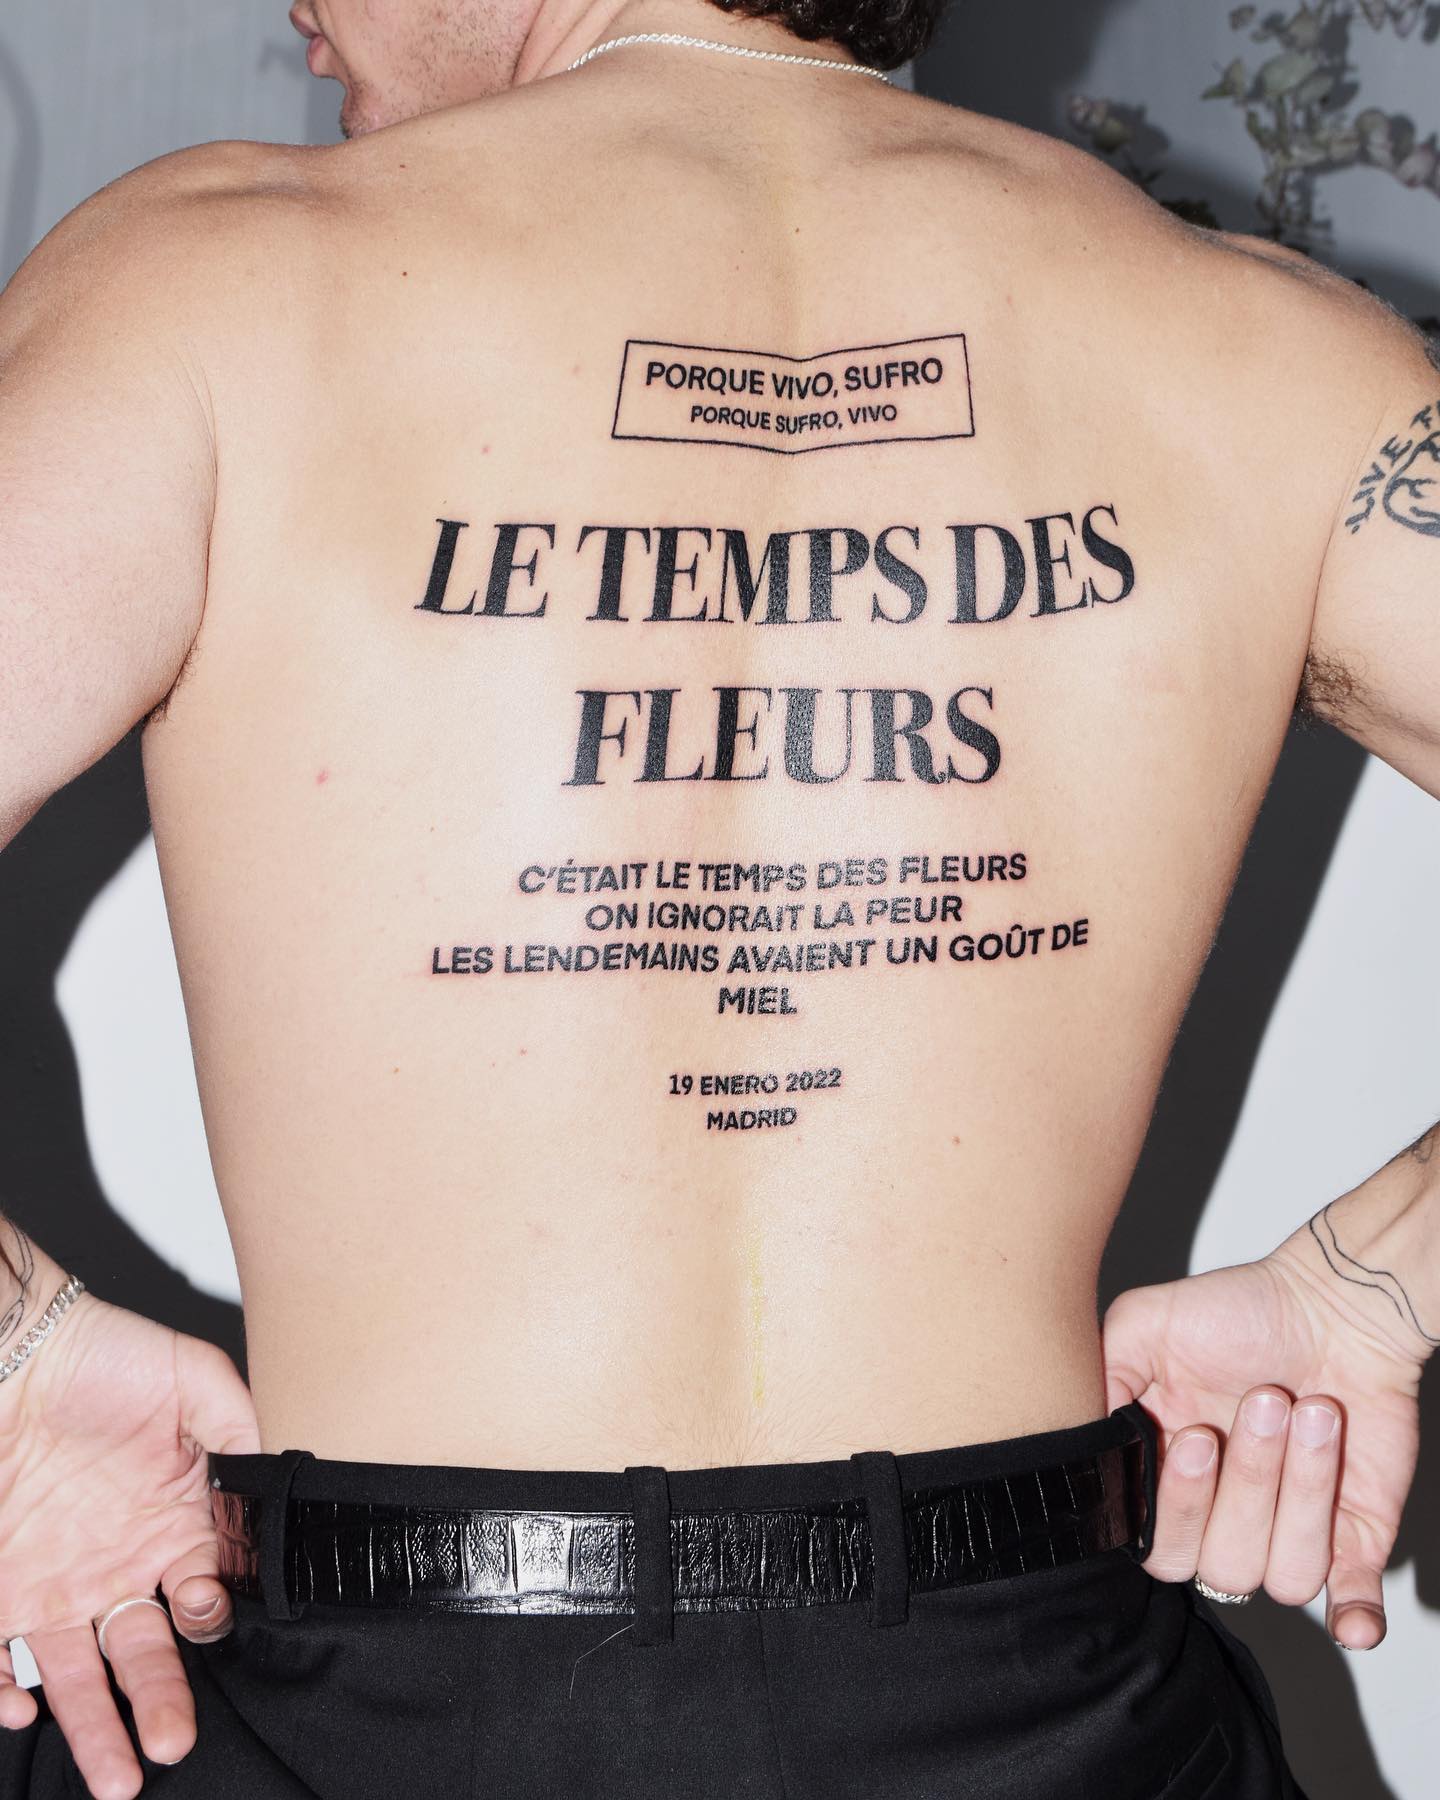 PORQUE VIVO, SUFRO
PORQUE SUFRO, VIVO
LE TEMPS DES
FLEURS
C'ÉTAIT LE TEMPS DES FLEURS
ON IGNORAIT LA PEUR
LES LENDEMAINS AVAIENT UN GOÛT DE
MIEL
19 ENERO 2022
MADRID
LIVE